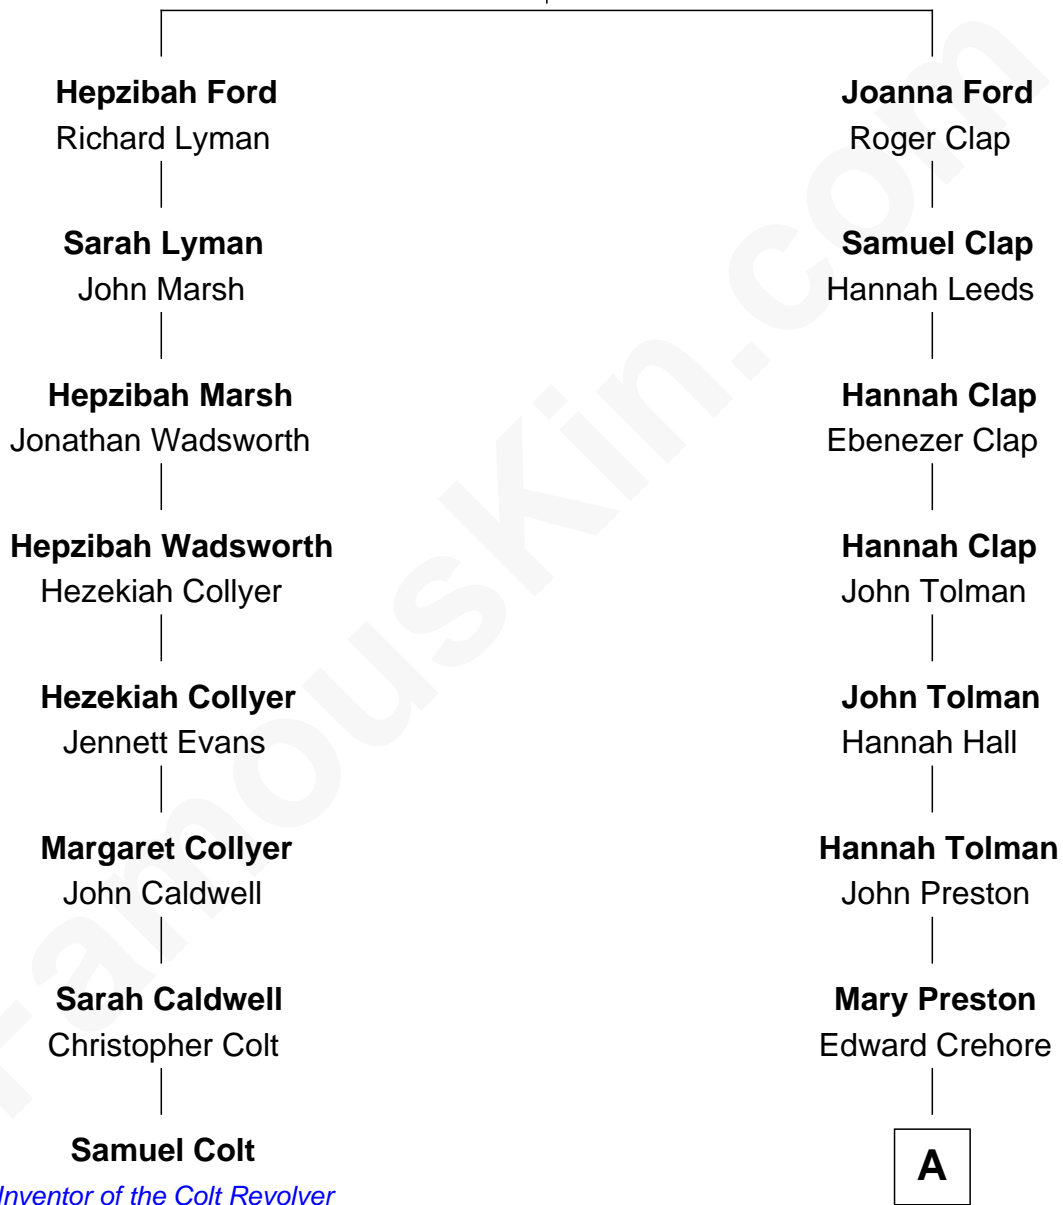 Hepzibah Ford
Richard Lyman
Sarah Lyman
John Marsh
Hepzibah Marsh
Jonathan Wadsworth
Hepzibah Wadsworth
Hezekiah Collyer
Hezekiah Collyer
Jennett Evans
Margaret Collyer
John Caldwell
Sarah Caldwell
Christopher Colt
Samuel Colt
Inventor of the Colt Revolver
Joanna Ford
Roger Clap
Samuel Clap
Hannah Leeds
Hannah Clap
Ebenezer Clap
Hannah Clap
John Tolman
John Tolman
Hannah Hall
Hannah Tolman
John Preston
Mary Preston
Edward Crehore
A
FamousKin.com